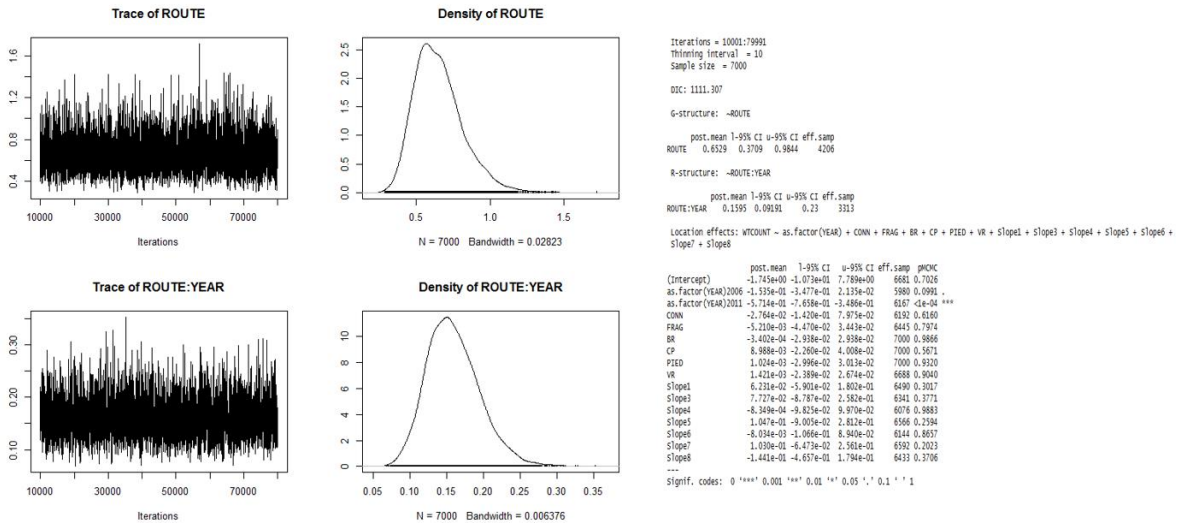 Trace of ROUTE
1.6
1.2
0.8
0.4
10000 30000 50000 70000
Iterations
Density of ROUTE
2.5
2.0
1.5
1.0
0.5
0.0
0.5 1.0 1.5
N = 7000 Bandwidth = 0.02823
Trace of ROUTE:YEAR
0.30
0.20
0.10
10000 30000 50000 70000
Iterations
Density of ROUTE:YEAR
10
8
6
4
2
0
0.05 0.10 0.15 0.20 0.25 0.30 0.35
N = 7000 Bandwidth = 0.006376
Iterations = 10001:79991
Thinning interval = 10
Sample size = 7000
DIC: 1111.307
G-structure: ~ROUTE
post.mean l-95% CI u-95% CI eff.samp
ROUTE 0.6529 0.3709 0.9844 4206
R-structure: ~ROUTE:YEAR
post.mean l-95% CI u-95% CI eff.samp
ROUTE:YEAR 0.1595 0.09191 0.23 3313
Location effects: WTCOUNT ~ as.factor(YEAR) + CONN + FRAG + BR + CP + PIED + VR + Slope1 + Slope3 + Slope4 + Slope5 + Slope6 +
Slope7 + Slope8
post.mean l-95% CI u-95% CI eff.samp pMCMC
(Intercept) -1.745e+00 -1.073e+01 7.789e+00 6681 0.7026
as.factor(YEAR)2006 -1.535e-01 -3.477e-01 2.135e-02 5980 0.0991 .
as.factor(YEAR)2011 -5.714e-01 -7.658e-01 -3.486e-01 6167 <1e-04 ***
CONN -2.764e-02 -1.420e-01 7.975e-02 6192 0.6160
FRAG -5.210e-03 -4.470e-02 3.443e-02 6445 0.7974
BR -3.402e-04 -2.938e-02 2.938e-02 7000 0.9866
CP 8.988e-03 -2.260e-02 4.008e-02 7000 0.5671
PIED 1.024e-03 -2.996e-02 3.013e-02 7000 0.9320
VR 1.421e-03 -2.389e-02 2.674e-02 6688 0.9040
Slope1 6.231e-02 -5.901e-02 1.802e-01 6490 0.3017
Slope3 7.727e-02 -8.787e-02 2.582e-01 6341 0.3771
Slope4 -8.349e-04 -9.825e-02 9.970e-02 6076 0.9883
Slope5 1.047e-01 -9.005e-02 2.812e-01 6566 0.2594
Slope6 -8.034e-03 -1.066e-01 8.940e-02 6144 0.8657
Slope7 1.030e-01 -6.473e-02 2.561e-01 6592 0.2023
Slope8 -1.441e-01 -4.657e-01 1.794e-01 6433 0.3706
---
Signif. codes: 0 '***' 0.001 '**' 0.01 '*' 0.05 '.' 0.1 ' ' 1